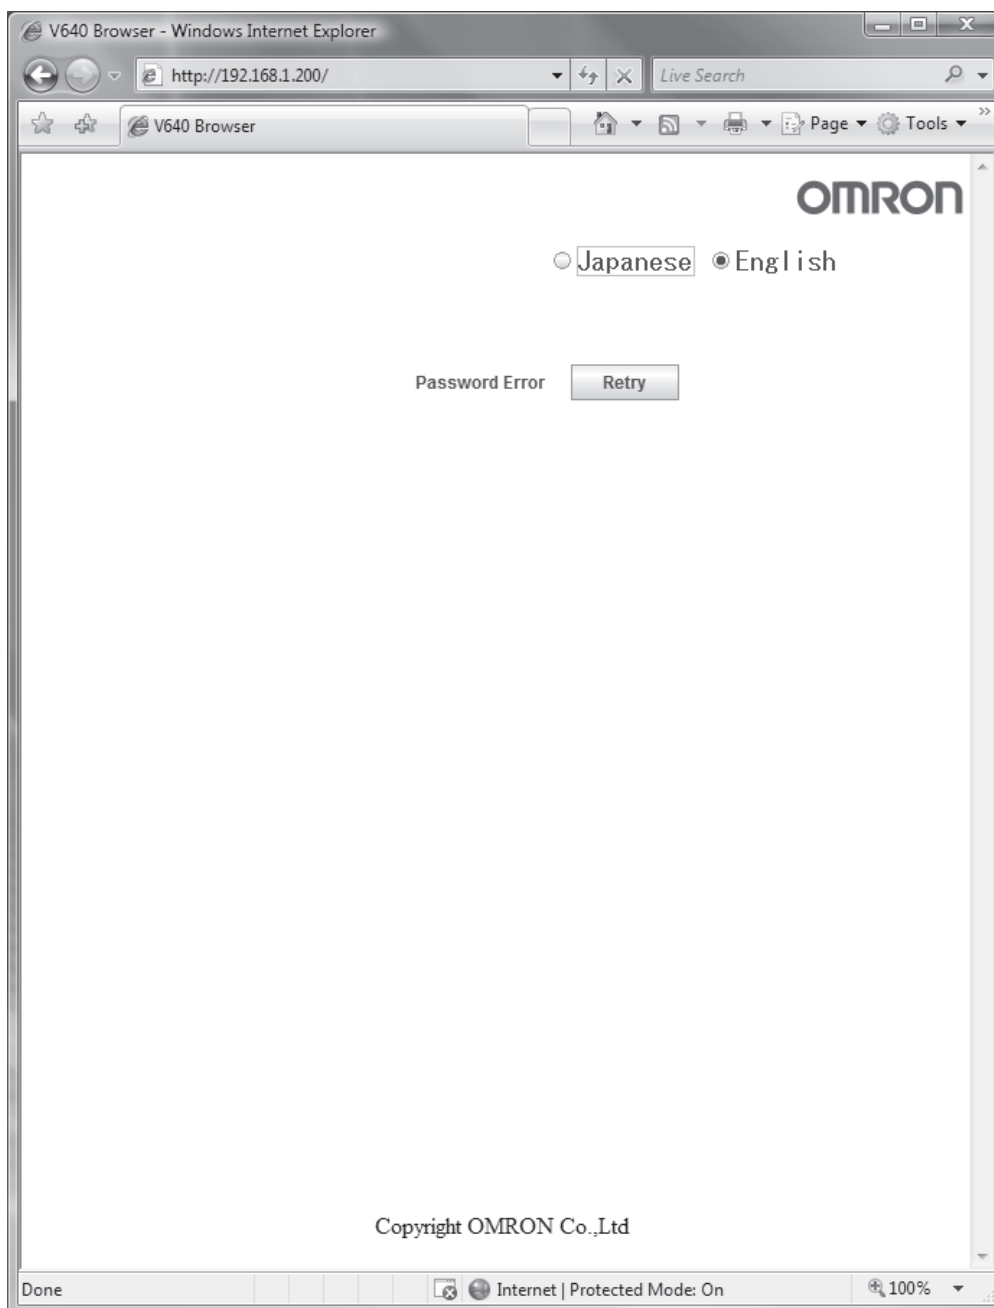 V640 Browser - Windows Internet Explorer
http://192.168.1.200/
Live Search
V640 Browser
Page
Tools
OMRON
Japanese English
Password Error Retry
Copyright OMRON Co.,Ltd
Done
Internet | Protected Mode: On
100%